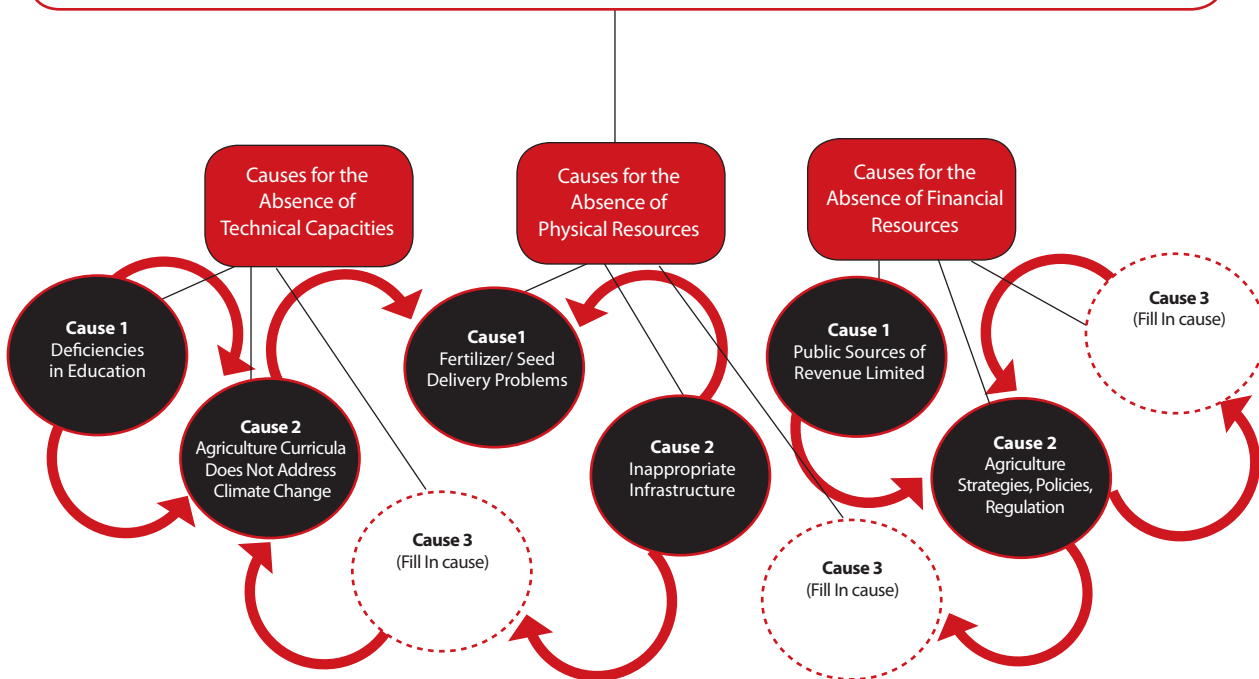 Causes for the
Absence of
Technical Capacities
Causes for the
Absence of
Physical Resources
Causes for the
Absence of Financial
Resources
Cause 1
Deficiencies
in Education
Cause 2
Agriculture Curricula
Does Not Address
Climate Change
Cause 3
(Fill In cause)
Cause1
Fertilizer/ Seed
Delivery Problems
Cause 2
Inappropriate
Infrastructure
Cause 3
(Fill In cause)
Cause 1
Public Sources of
Revenue Limited
Cause 2
Agriculture
Strategies, Policies,
Regulation
Cause 3
(Fill In cause)